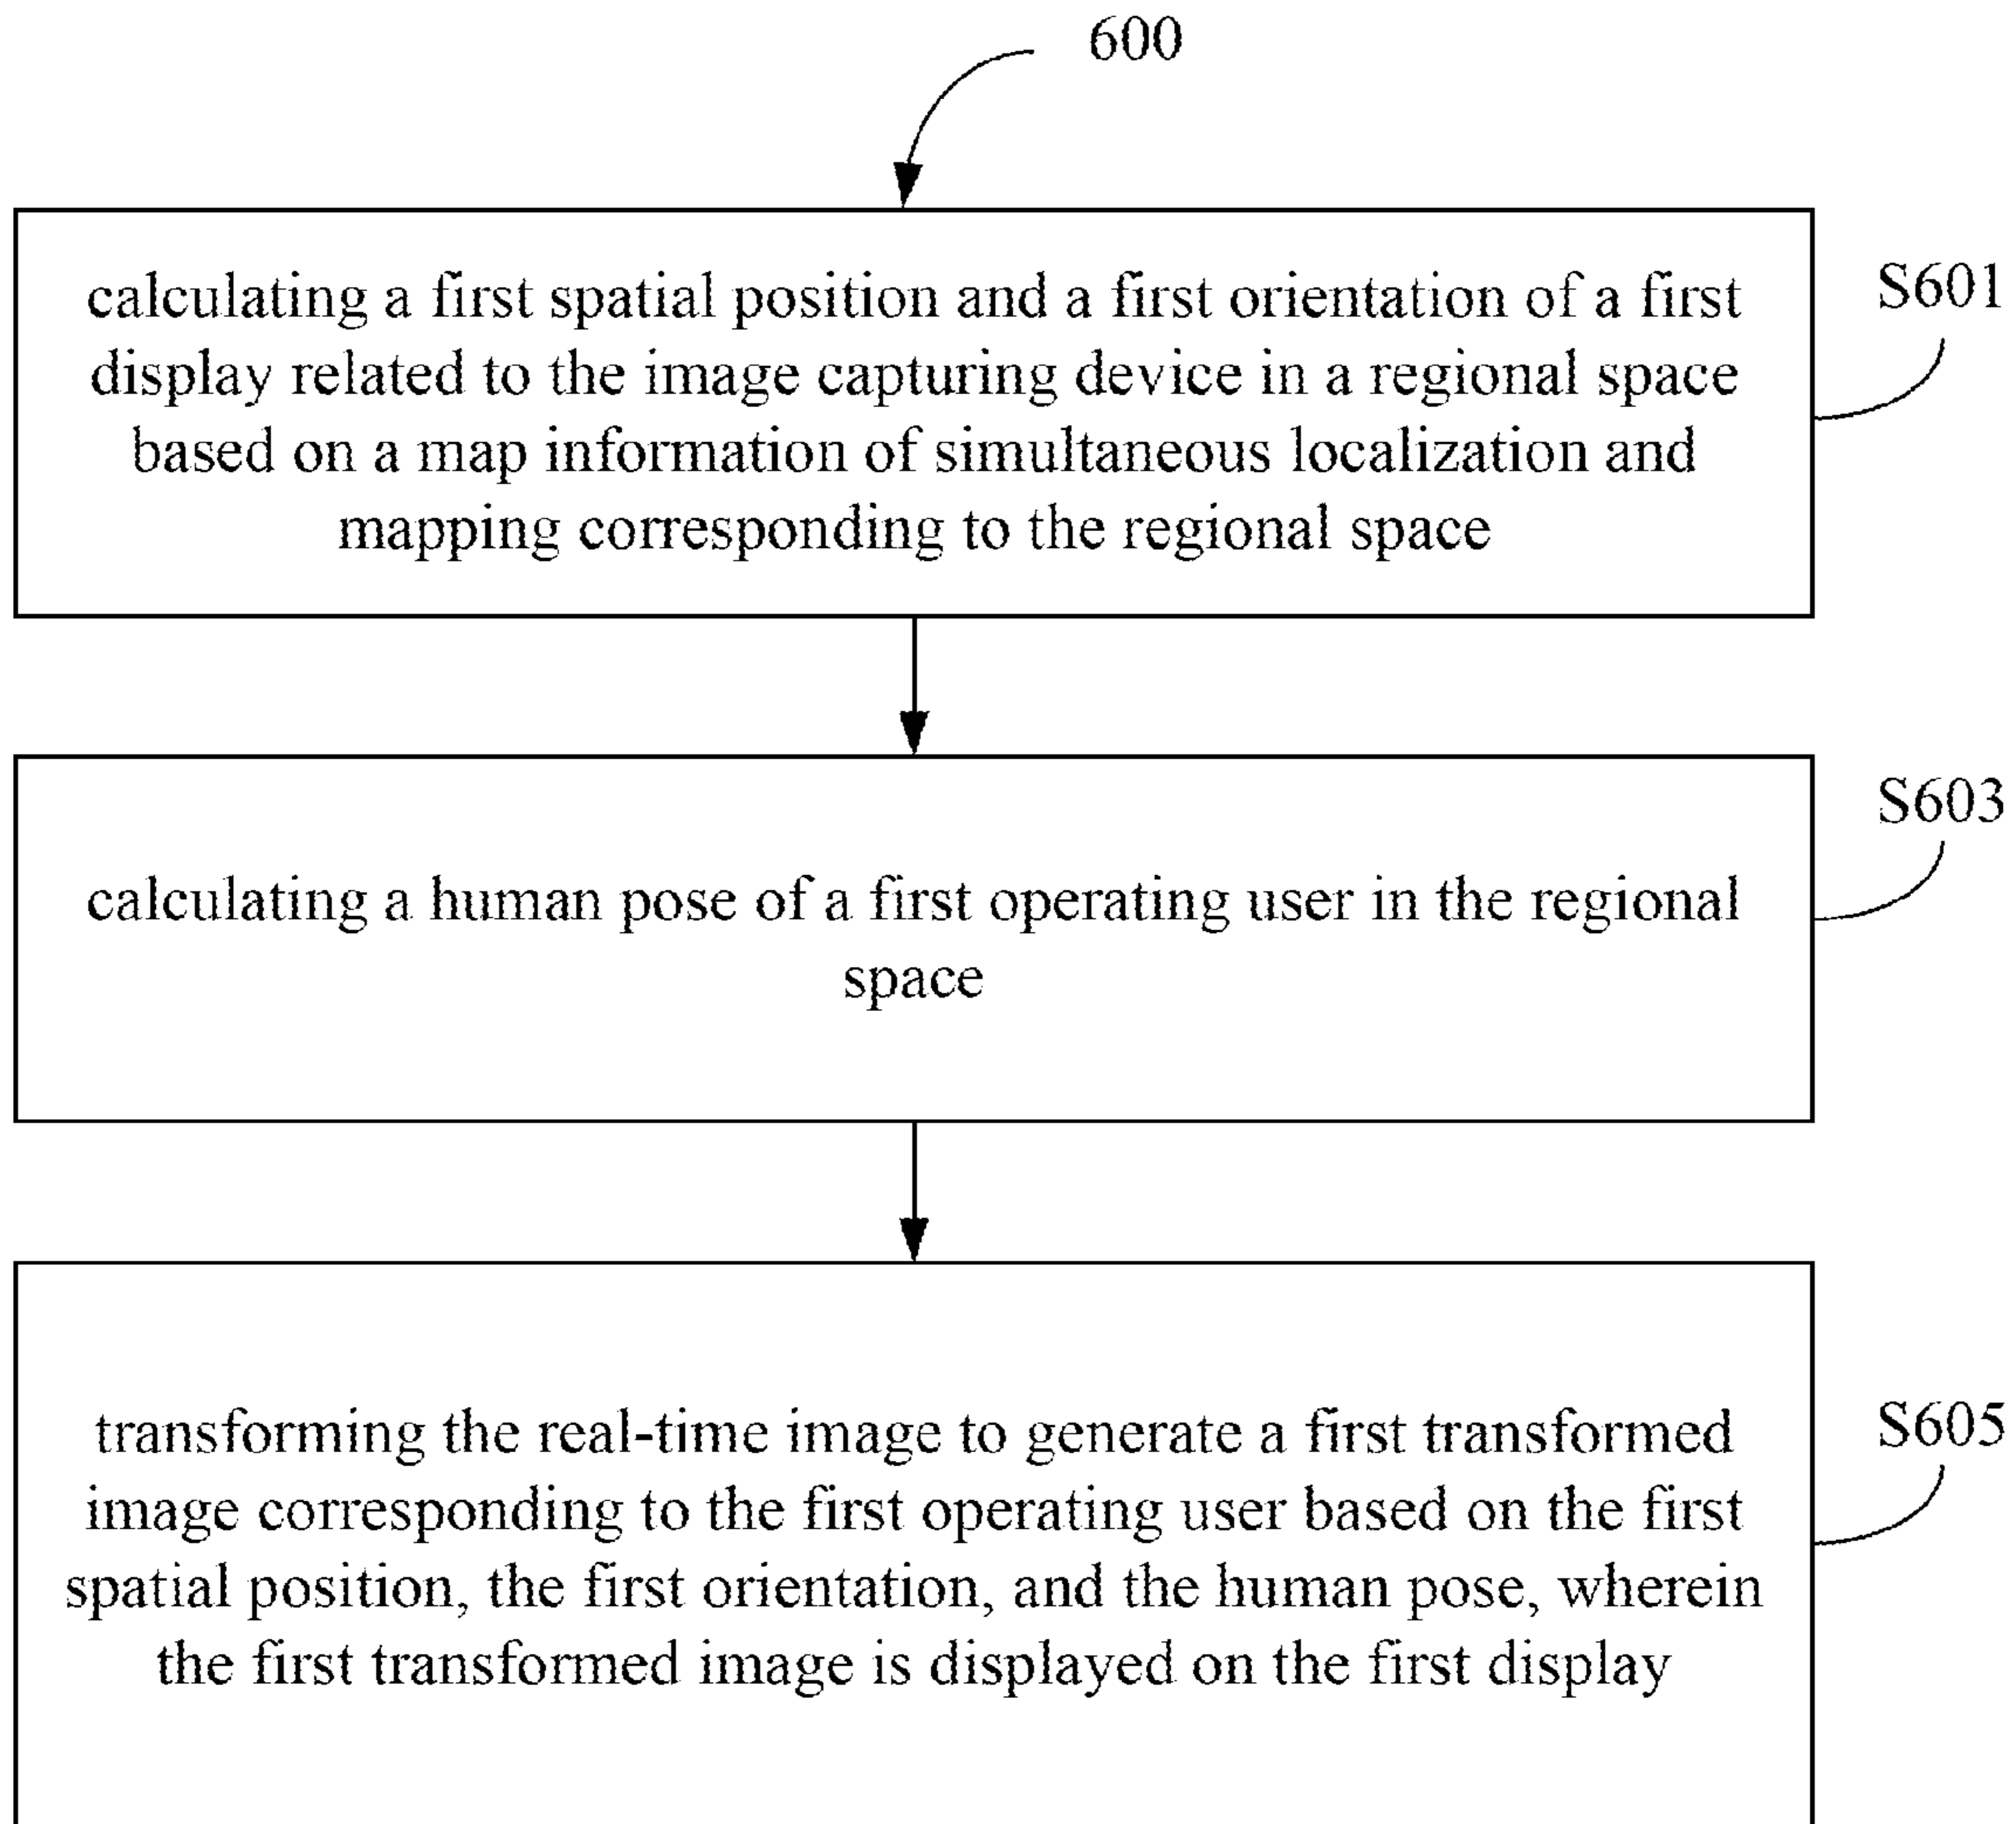 600
calculating a first spatial position and a first orientation of a first
display related to the image capturing device in a regional space
based on a map information of simultaneous localization and
mapping corresponding to the regional space
S601
calculating a human pose of a first operating user in the regional
space
S603
transforming the real-time image to generate a first transformed
image corresponding to the first operating user based on the first
spatial position, the first orientation, and the human pose, wherein
the first transformed image is displayed on the first display
S605